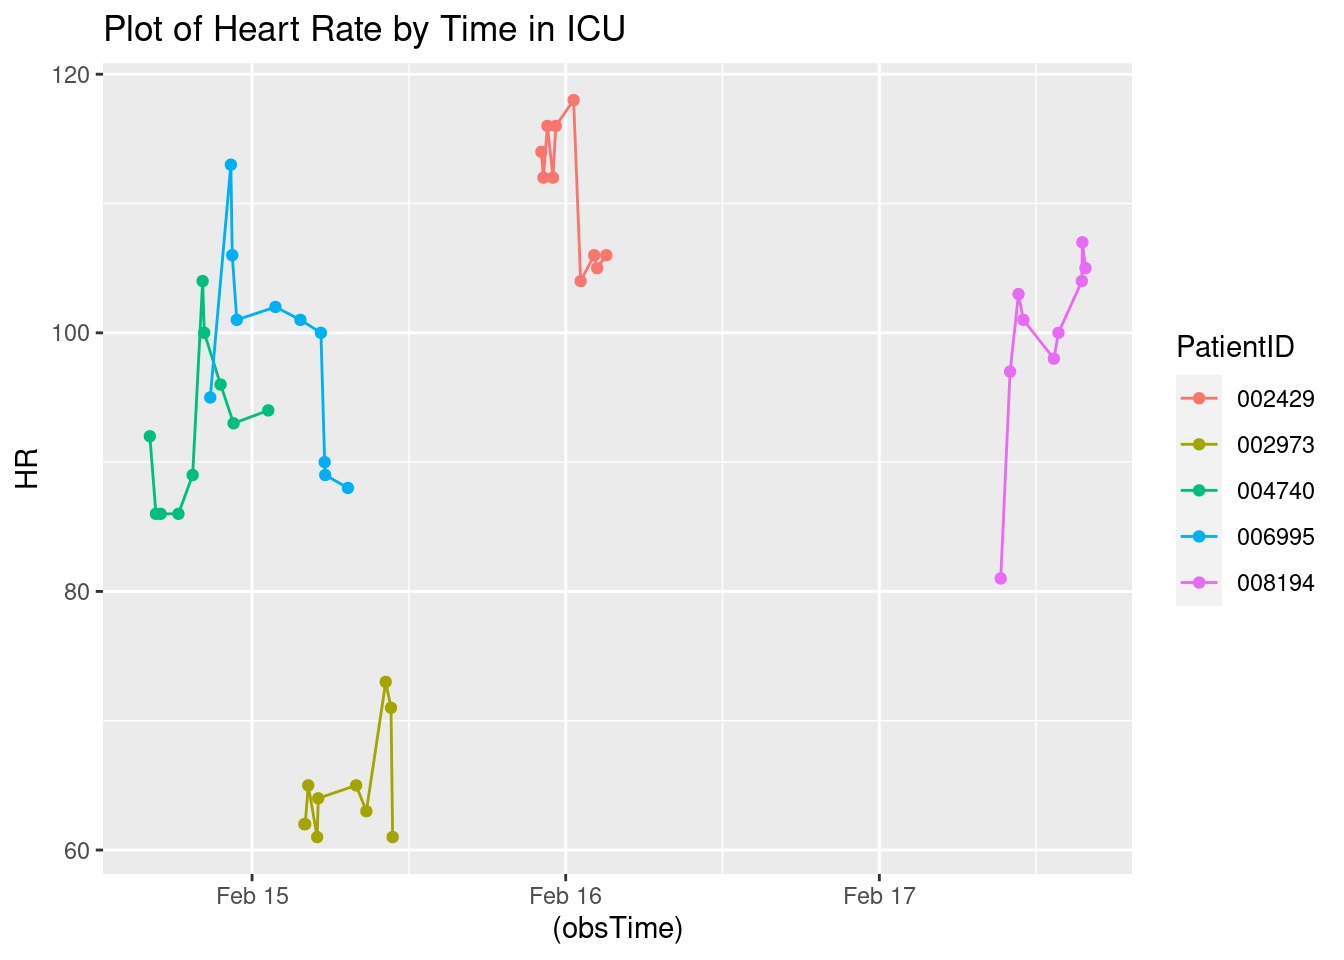 Plot of Heart Rate by Time in ICU
120
100
80
60
HR
Feb 15
Feb 16
Feb 17
(obsTime)
PatientID
002429
002973
004740
006995
008194